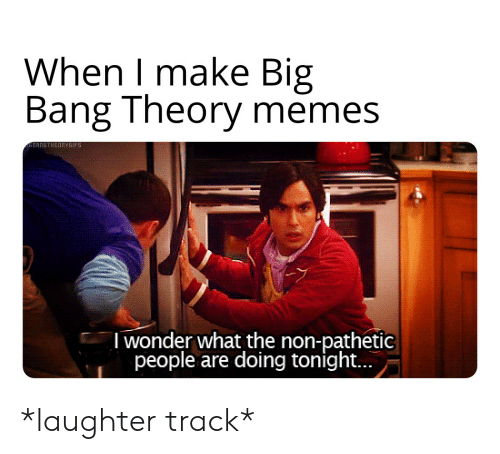 When I make Big
Bang Theory memes
I wonder what the non-pathetic
people are doing tonight...
*laughter track*